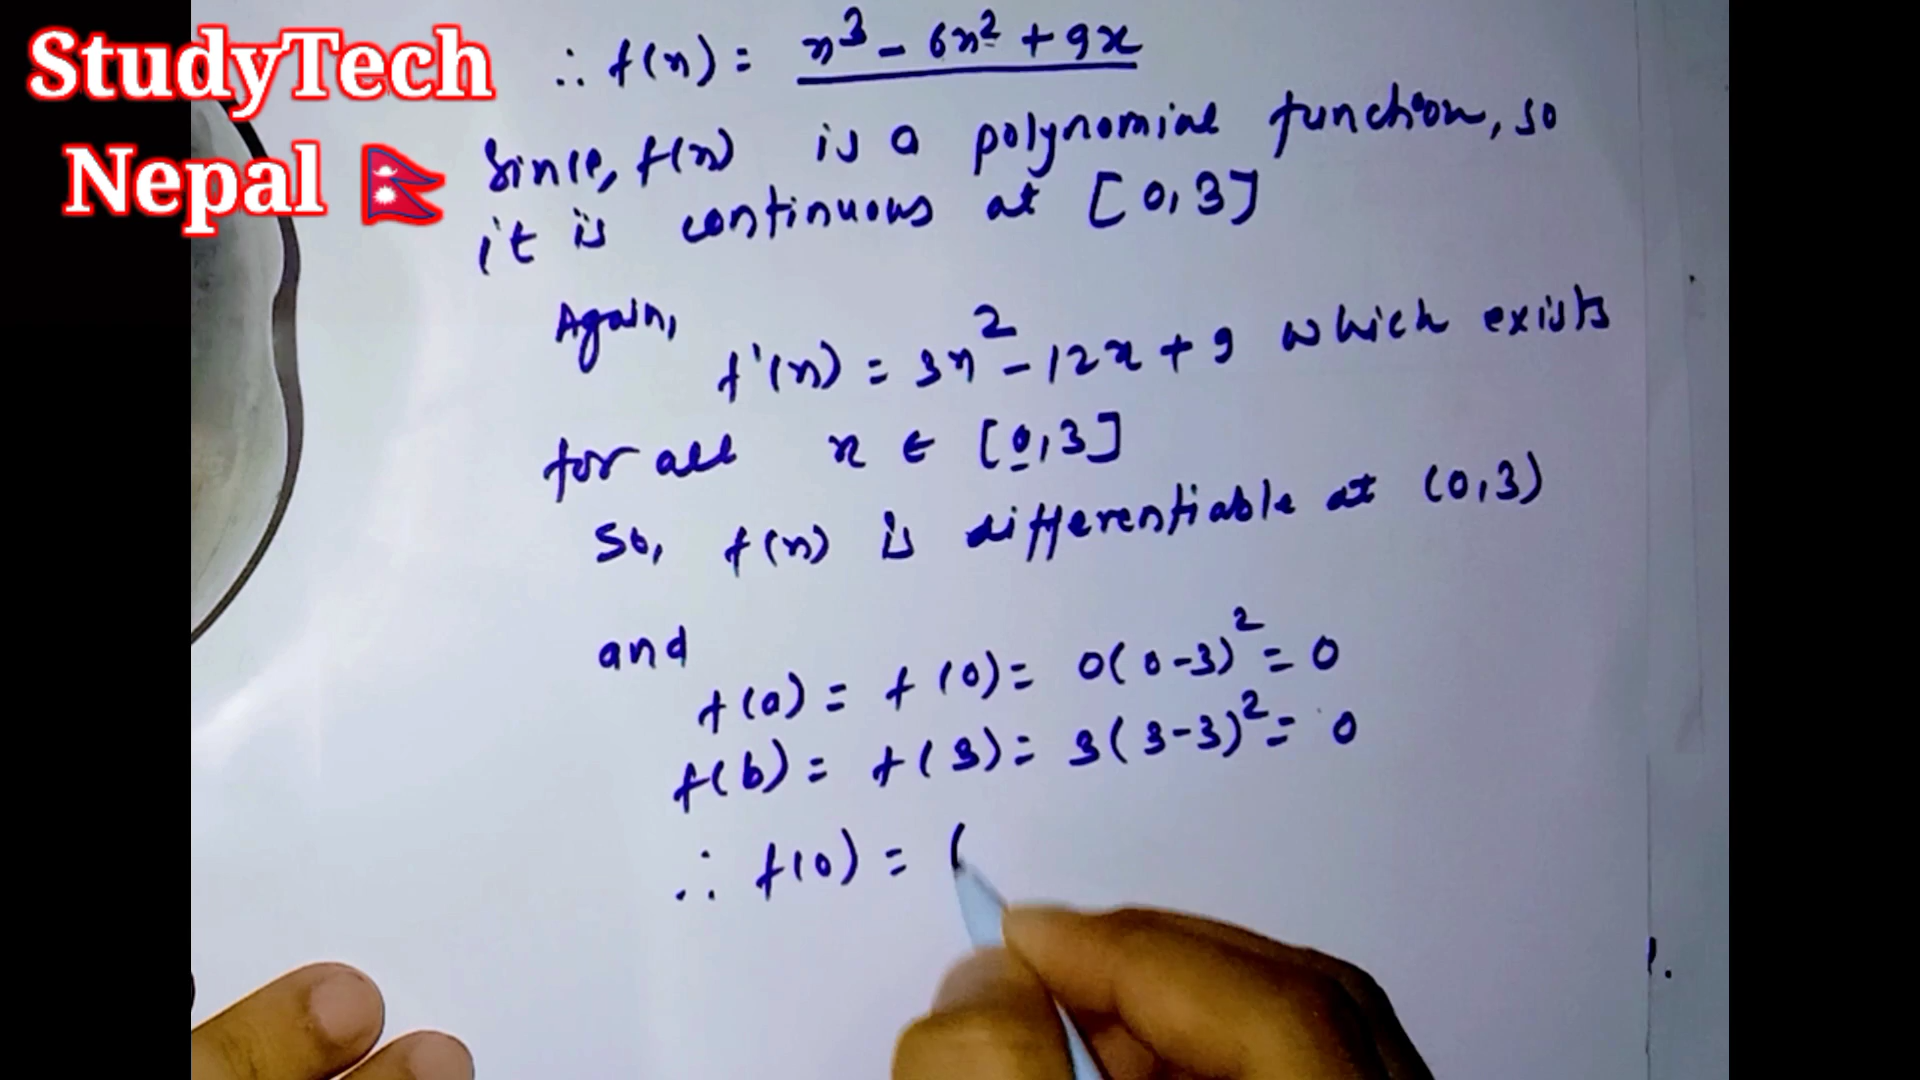 StudyTech
Nepal
∴ f(x) = x³ - 6x² + 9x
Since, f(x) is a polynomial function, so
it is continuous at [0,3]
Again,
f'(x) = 3x² - 12x + 9 which exists
for all x ∈ [0,3]
So, f(x) is differentiable at (0,3)
and
f(a) = f(0) = 0(0-3)² = 0
f(b) = f(3) = 3(3-3)² = 0
∴ f(0) = (